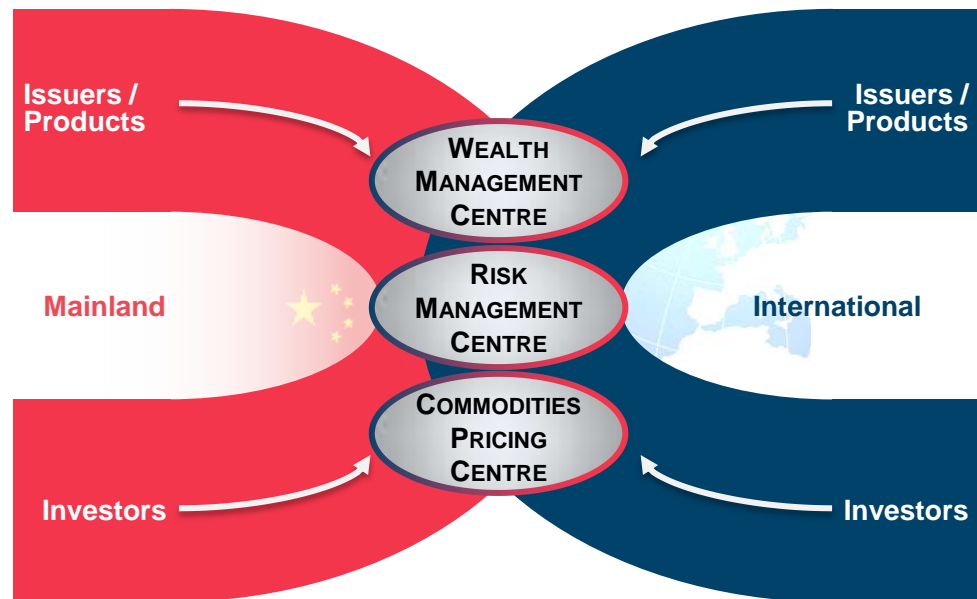 Issuers /
Products
Issuers /
Products
WEALTH
MANAGEMENT
CENTRE
Mainland
RISK
MANAGEMENT
CENTRE
International
COMMODITIES
PRICING
CENTRE
Investors
Investors